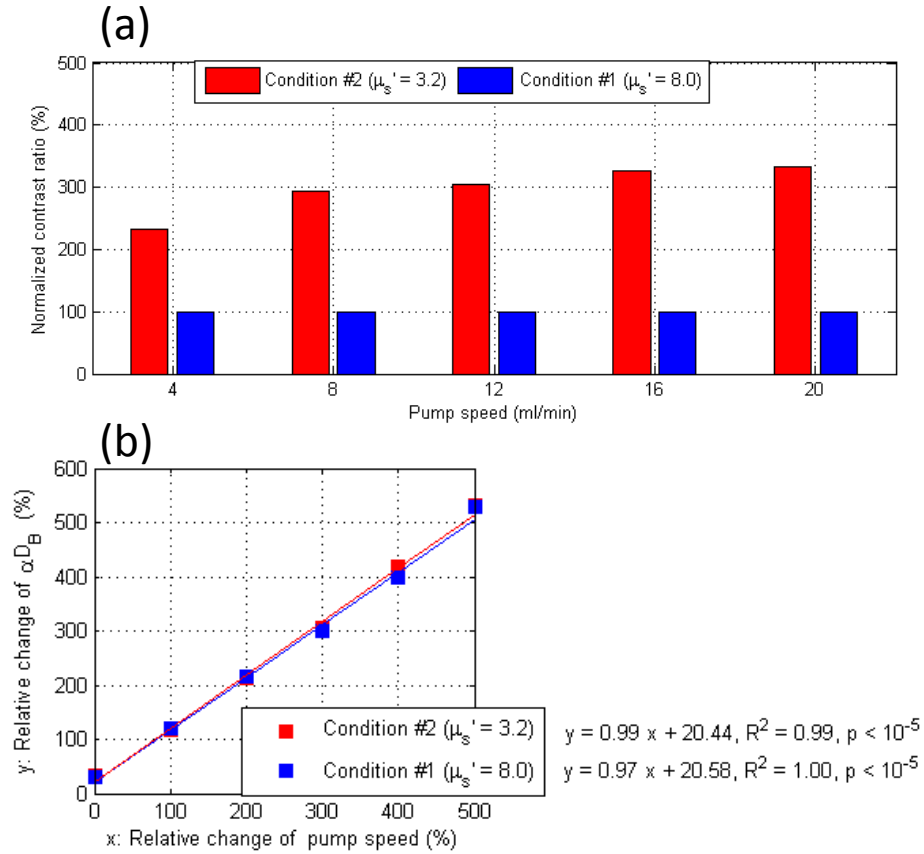 (a)
500
400
300
200
100
0
Normalized contrast ratio (%)
Condition #2 (μs' = 3.2) Condition #1 (μs' = 8.0)
4 8 12 16 20
Pump speed (ml/min)
(b)
600
500
400
300
200
100
0
y: Relative change of αDB (%)
Condition #2 (μs' = 3.2) y = 0.99 x + 20.44, R2 = 0.99, p < 10-5
Condition #1 (μs' = 8.0) y = 0.97 x + 20.58, R2 = 1.00, p < 10-5
0 100 200 300 400 500
x: Relative change of pump speed (%)